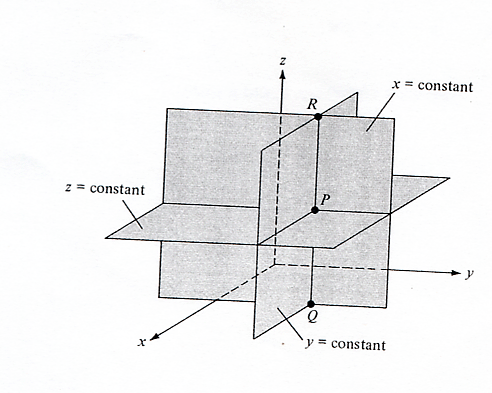 z
x = constant
R
z = constant
P
y
Q
x
y = constant